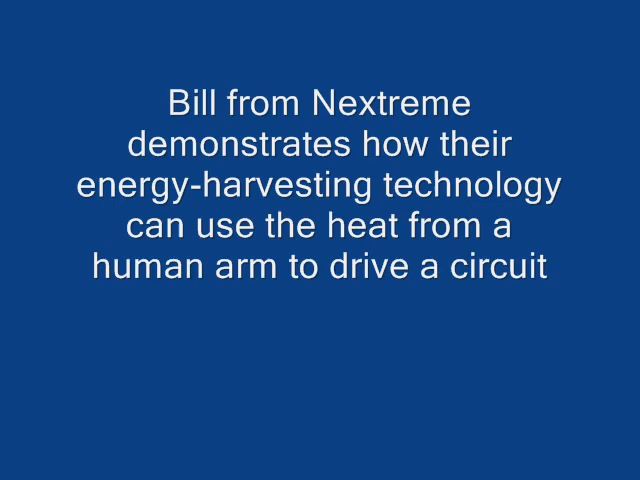 Bill from Nextreme
demonstrates how their
energy-harvesting technology
can use the heat from a
human arm to drive a circuit